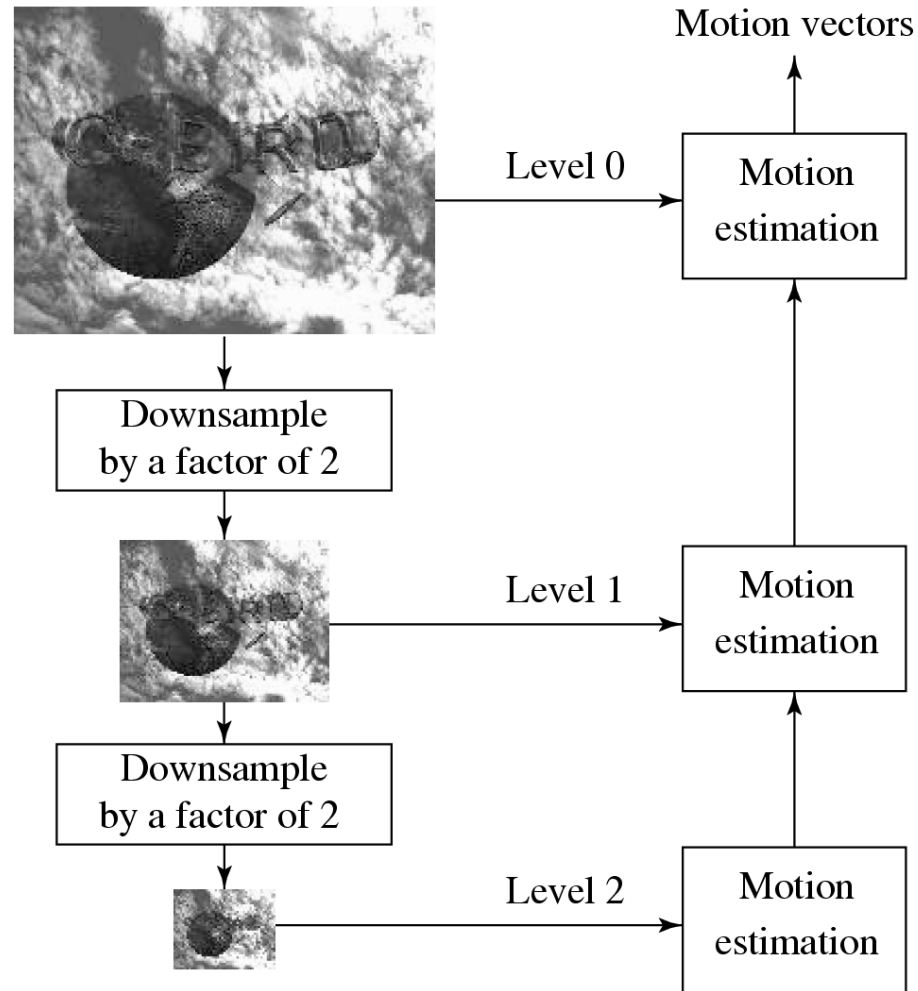 Motion vectors
C-BIRD
Level 0
Motion
estimation
Downsample
by a factor of 2
Level 1
Motion
estimation
Downsample
by a factor of 2
Level 2
Motion
estimation